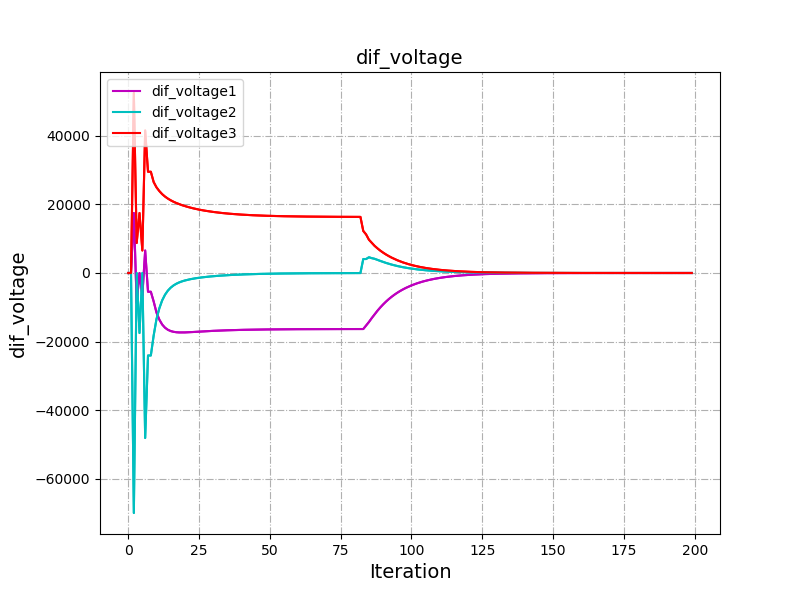 dif_voltage
dif_voltage1
dif_voltage2
dif_voltage3
40000
20000
0
−20000
−40000
−60000
dif_voltage
0 25 50 75 100 125 150 175 200
Iteration